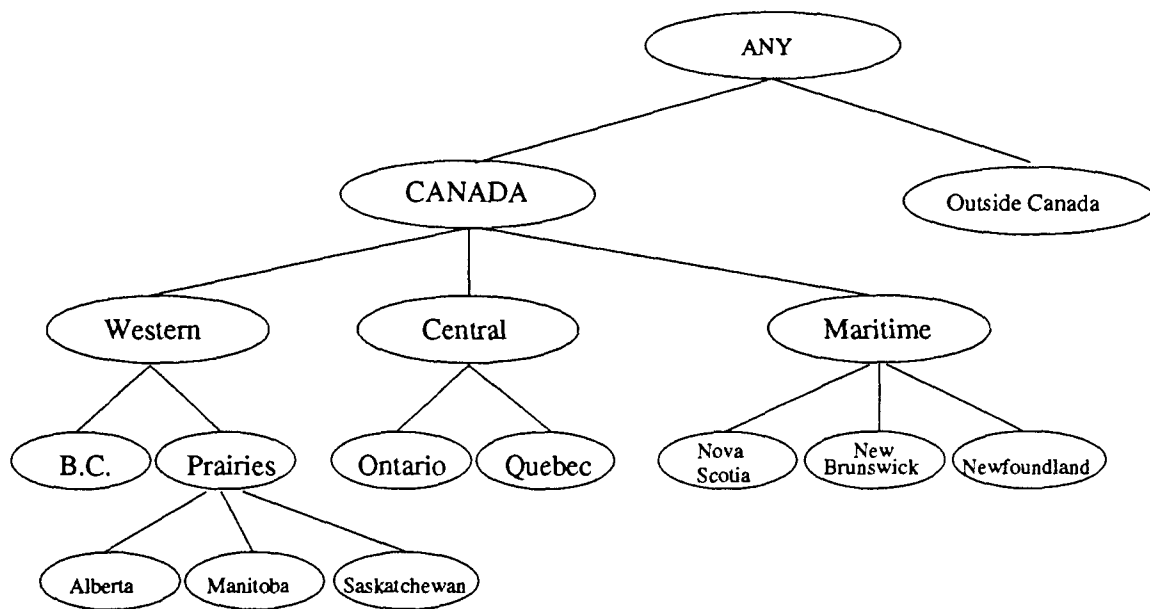 ANY
CANADA
Outside Canada
Western
Central
Maritime
B.C.
Prairies
Ontario
Quebec
Nova
Scotia
New
Brunswick
Newfoundland
Alberta
Manitoba
Saskatchewan